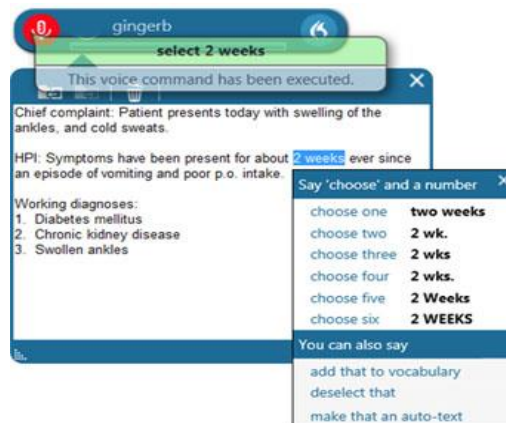 gingerb
select 2 weeks
This voice command has been executed.
Chief complaint: Patient presents today with swelling of the
ankles, and cold sweats.
HPI: Symptoms have been present for about 2 weeks ever since
an episode of vomiting and poor p.o. intake.
Working diagnoses:
1. Diabetes mellitus
2. Chronic kidney disease
3. Swollen ankles
Say 'choose' and a number
choose one two weeks
choose two 2 wk.
choose three 2 wks
choose four 2 wks.
choose five 2 Weeks
choose six 2 WEEKS
You can also say
add that to vocabulary
deselect that
make that an auto-text